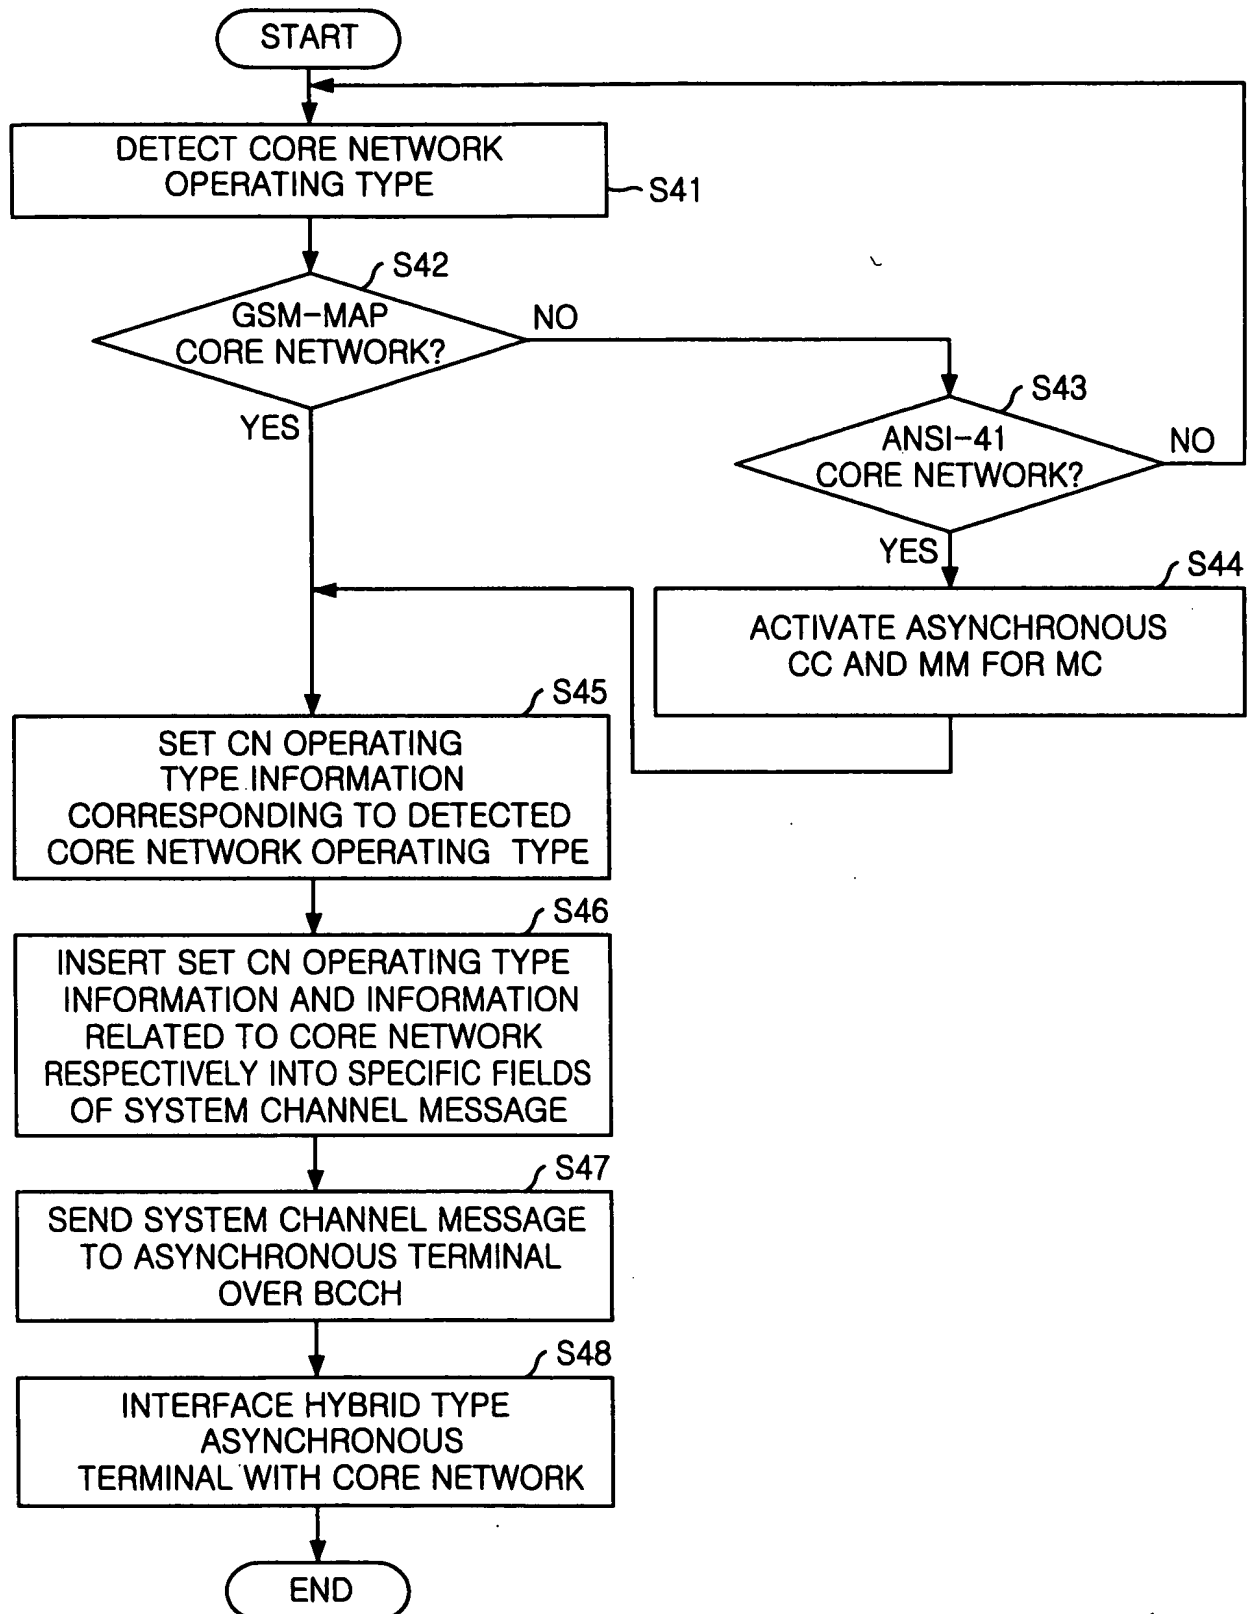 START
DETECT CORE NETWORK
OPERATING TYPE
S41
S42
GSM-MAP
CORE NETWORK?
NO
YES
S43
ANSI-41
CORE NETWORK?
NO
YES
S44
ACTIVATE ASYNCHRONOUS
CC AND MM FOR MC
S45
SET CN OPERATING
TYPE INFORMATION
CORRESPONDING TO DETECTED
CORE NETWORK OPERATING TYPE
S46
INSERT SET CN OPERATING TYPE
INFORMATION AND INFORMATION
RELATED TO CORE NETWORK
RESPECTIVELY INTO SPECIFIC FIELDS
OF SYSTEM CHANNEL MESSAGE
S47
SEND SYSTEM CHANNEL MESSAGE
TO ASYNCHRONOUS TERMINAL
OVER BCCH
S48
INTERFACE HYBRID TYPE
ASYNCHRONOUS
TERMINAL WITH CORE NETWORK
END